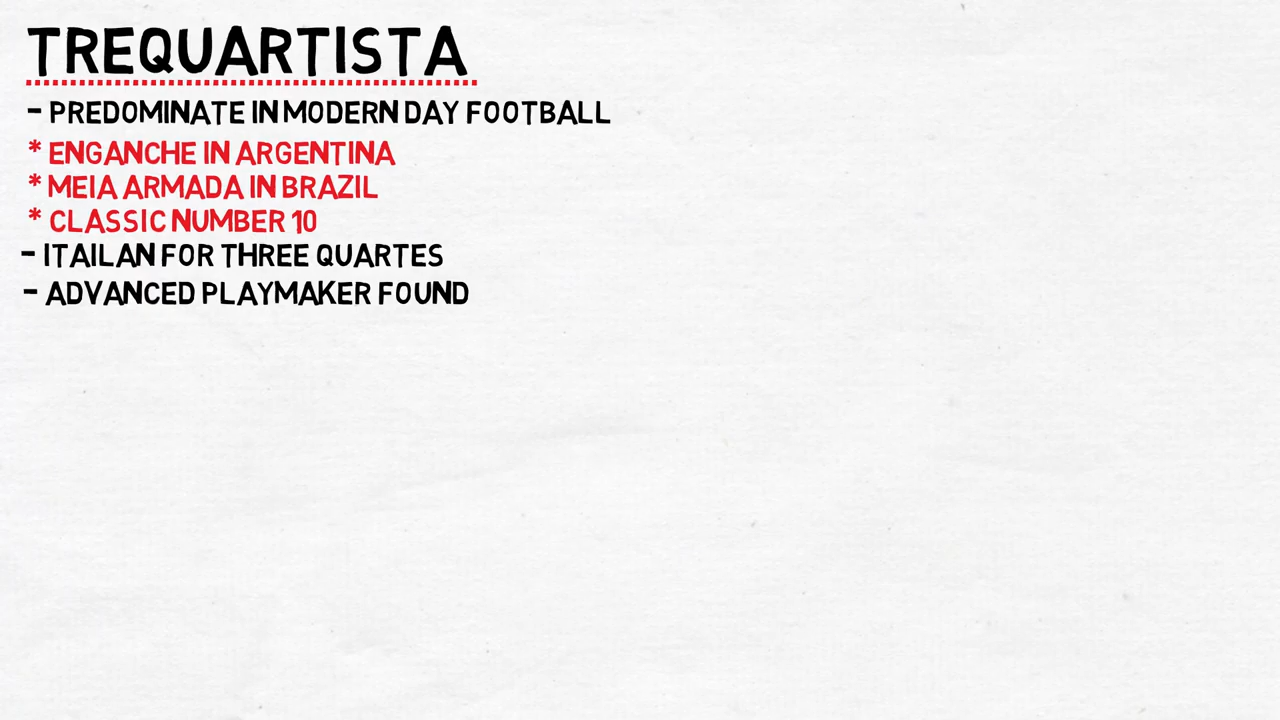 TREQUARTISTA
- PREDOMINATE IN MODERN DAY FOOTBALL
* ENGANCHE IN ARGENTINA
* MEIA ARMADA IN BRAZIL
* CLASSIC NUMBER 10
- ITAILAN FOR THREE QUARTES
- ADVANCED PLAYMAKER FOUND